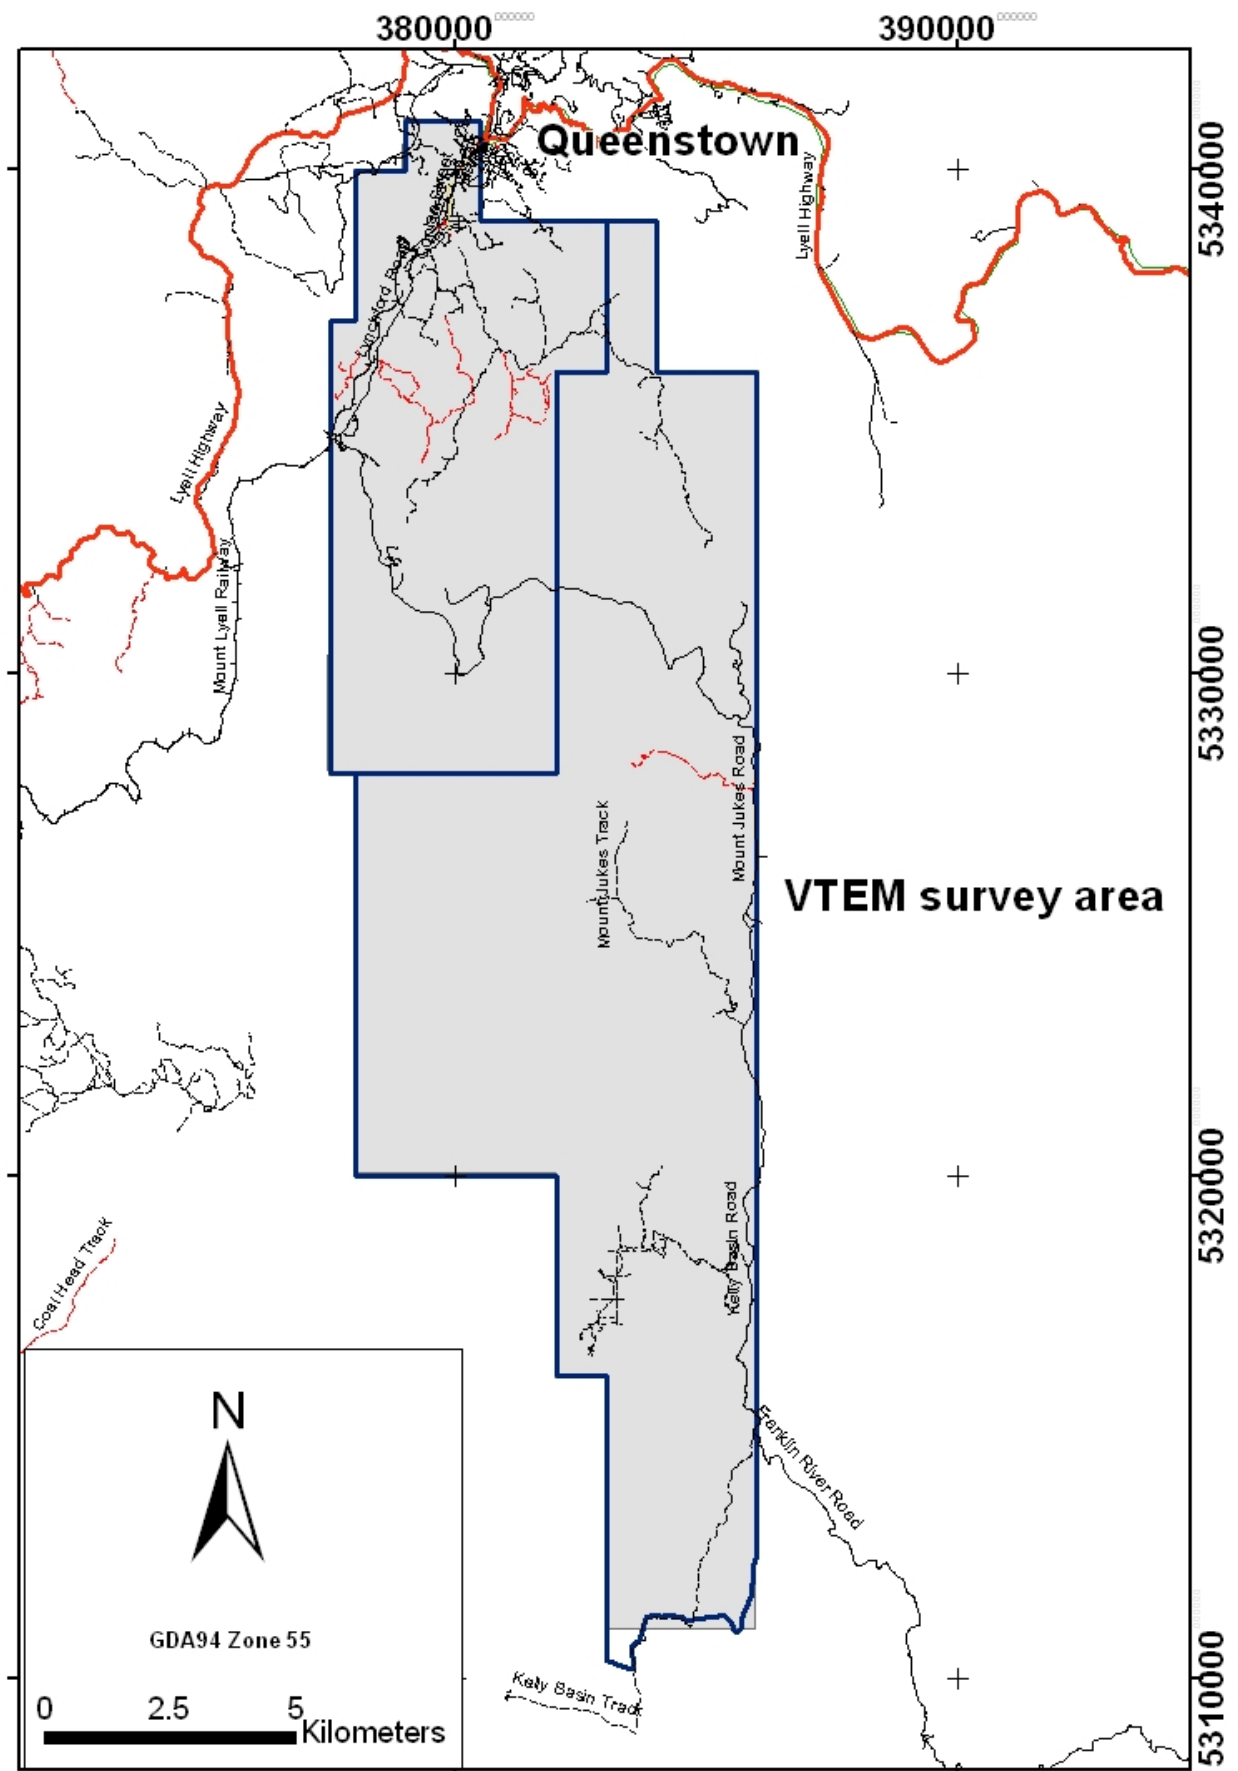 380000
390000
Queenstown
5340000
Lyell Highway
Lynchford Road
Lyell Highway
Mount Lyell Railway
5330000
Mount Jukes Road
Mount Jukes Track
VTEM survey area
5320000
Kelly Basin Road
Coal Head Track
Franklin River Road
N
GDA94 Zone 55
5310000
Kelly Basin Track
0 2.5 5
Kilometers